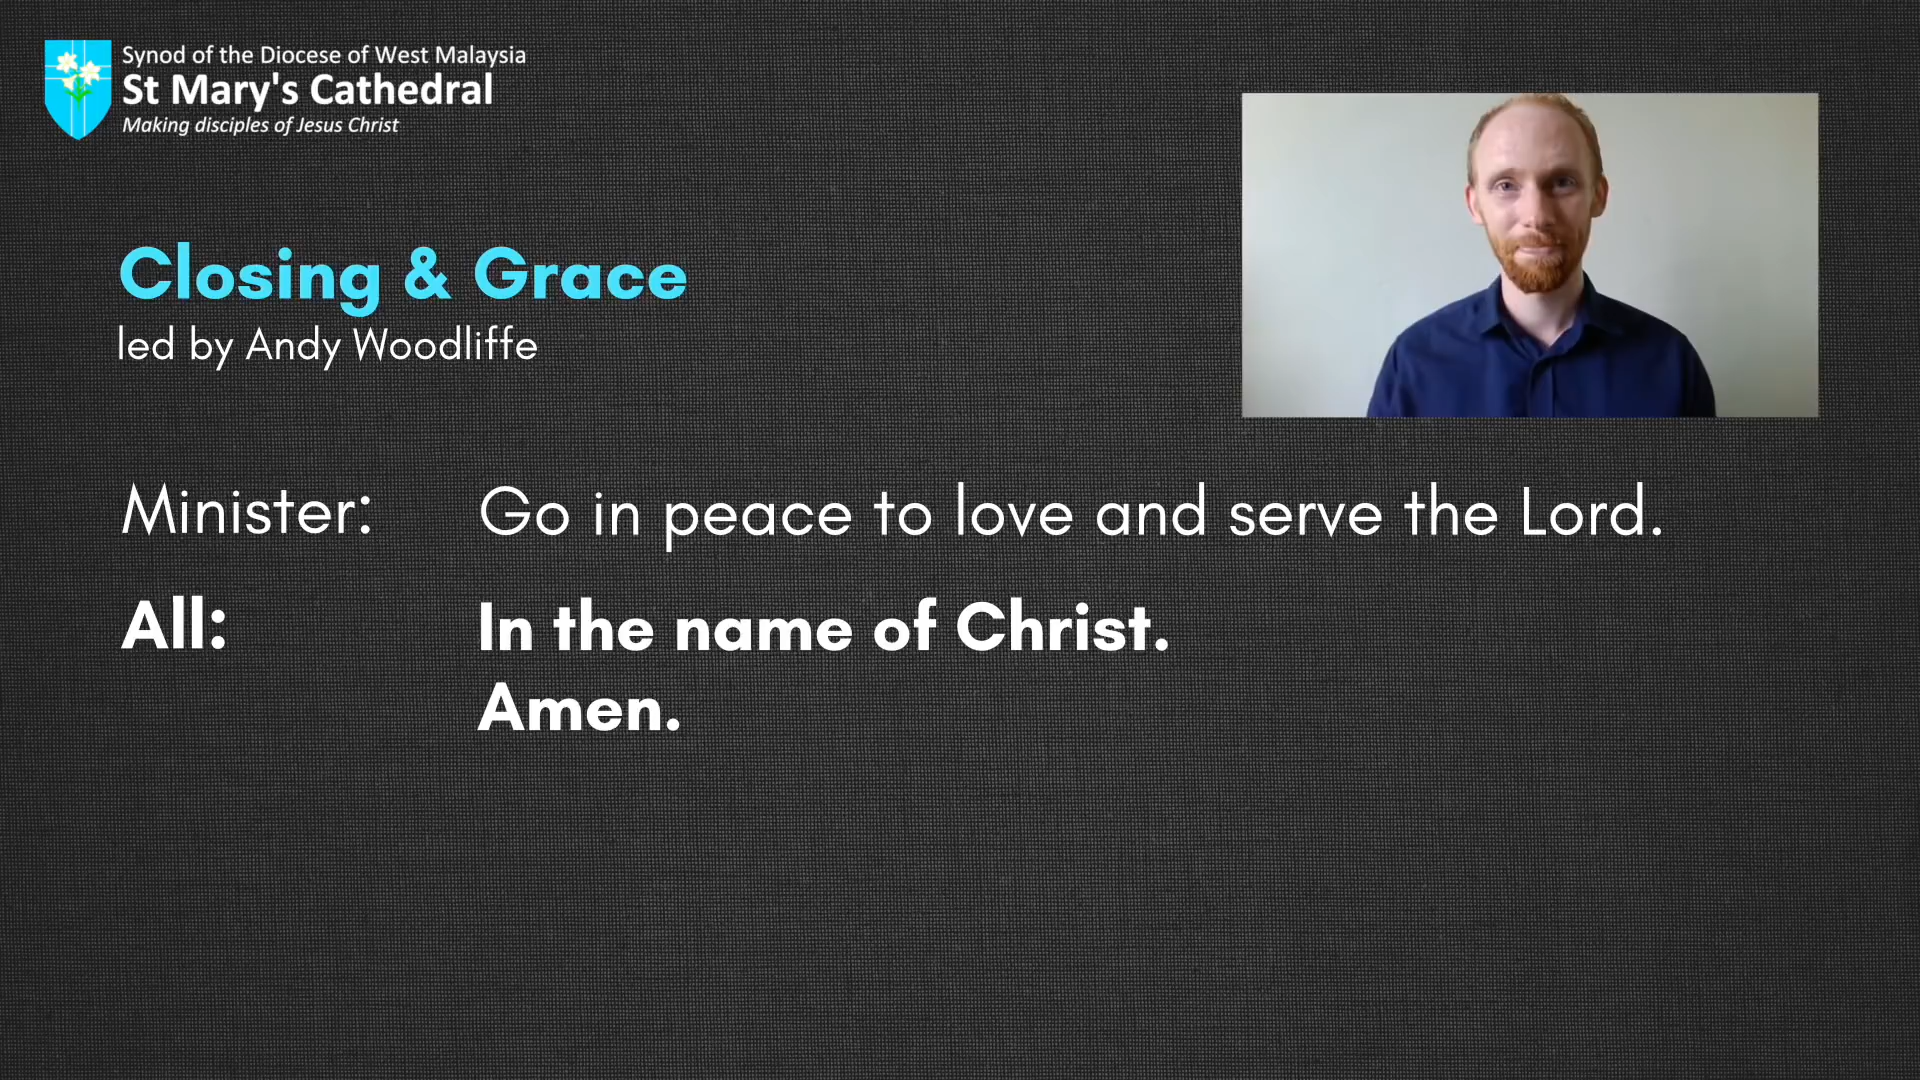 Synod of the Diocese of West Malaysia
St Mary's Cathedral
Making disciples of Jesus Christ
Closing & Grace
led by Andy Woodliffe
Minister: Go in peace to love and serve the Lord.
All: In the name of Christ.
Amen.